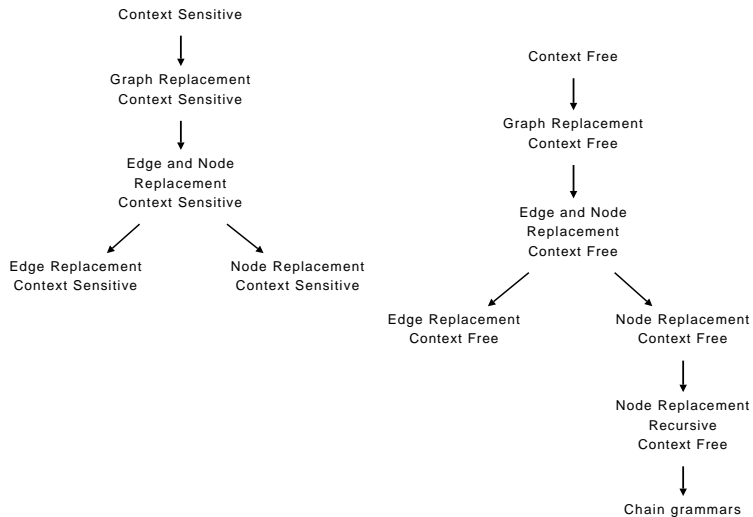 Context Sensitive
Graph Replacement
Context Sensitive
Edge and Node
Replacement
Context Sensitive
Edge Replacement
Context Sensitive
Node Replacement
Context Sensitive
Context Free
Graph Replacement
Context Free
Edge and Node
Replacement
Context Free
Edge Replacement
Context Free
Node Replacement
Context Free
Node Replacement
Recursive
Context Free
Chain grammars